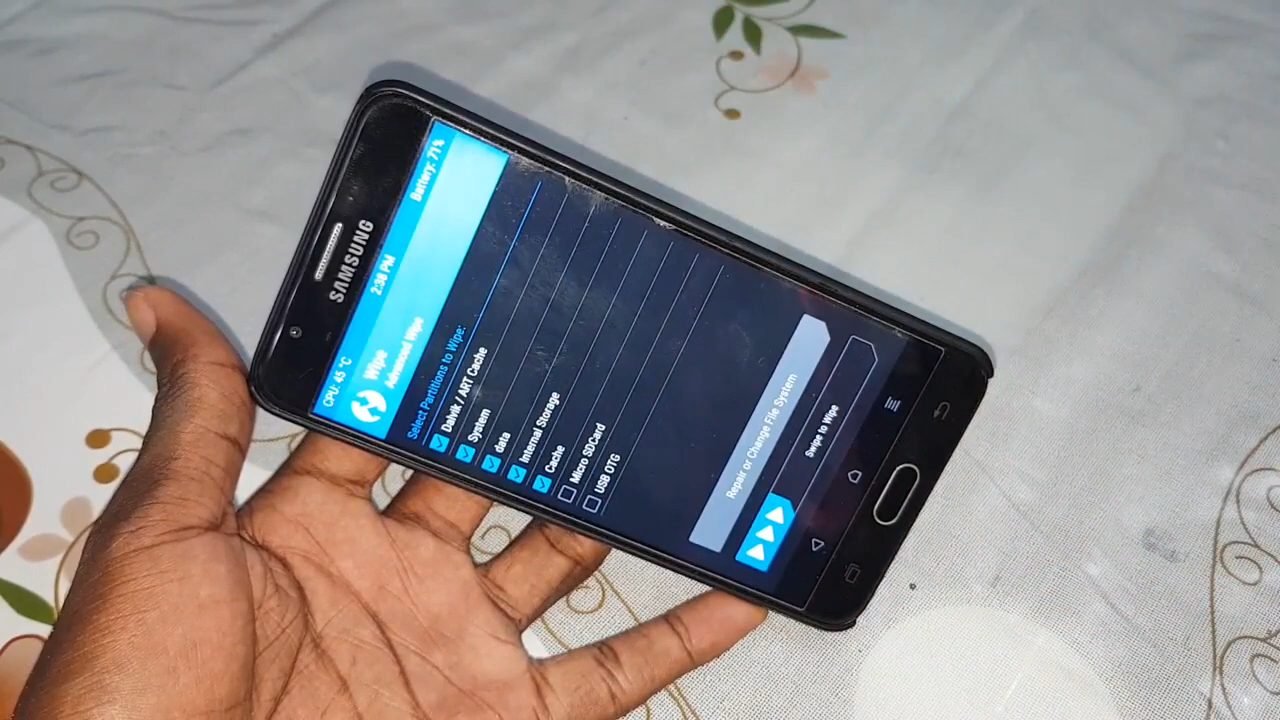 SAMSUNG
CPU: 45 °C 2:38 PM Battery: 71%
Wipe
Advanced Wipe
Select Partitions to Wipe:
Dalvik / ART Cache
System
data
Internal Storage
Cache
Micro SDCard
USB OTG
Repair or Change File System
Swipe to Wipe